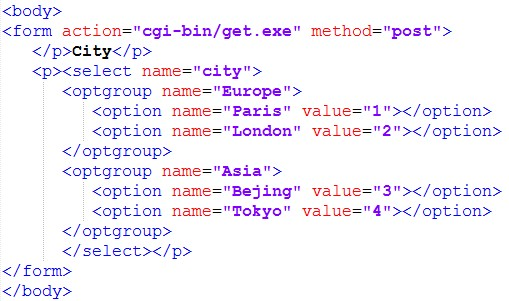 <body>
<form action="cgi-bin/get.exe" method="post">
</p>City</p>
<p><select name="city">
<optgroup name="Europe">
<option name="Paris" value="1"></option>
<option name="London" value="2"></option>
</optgroup>
<optgroup name="Asia">
<option name="Bejing" value="3"></option>
<option name="Tokyo" value="4"></option>
</optgroup>
</select></p>
</form>
</body>